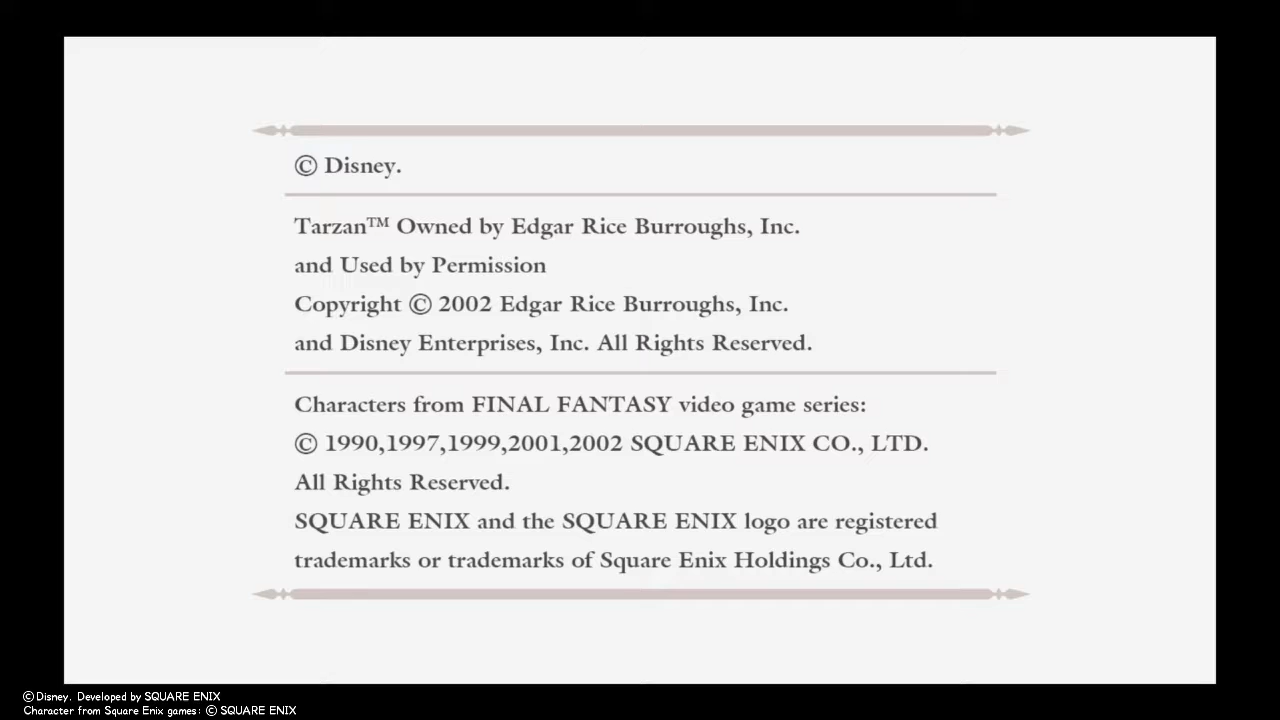 © Disney.
Tarzan™ Owned by Edgar Rice Burroughs, Inc.
and Used by Permission
Copyright © 2002 Edgar Rice Burroughs, Inc.
and Disney Enterprises, Inc. All Rights Reserved.
Characters from FINAL FANTASY video game series:
© 1990,1997,1999,2001,2002 SQUARE ENIX CO., LTD.
All Rights Reserved.
SQUARE ENIX and the SQUARE ENIX logo are registered
trademarks or trademarks of Square Enix Holdings Co., Ltd.
© Disney. Developed by SQUARE ENIX
Character from Square Enix games: © SQUARE ENIX